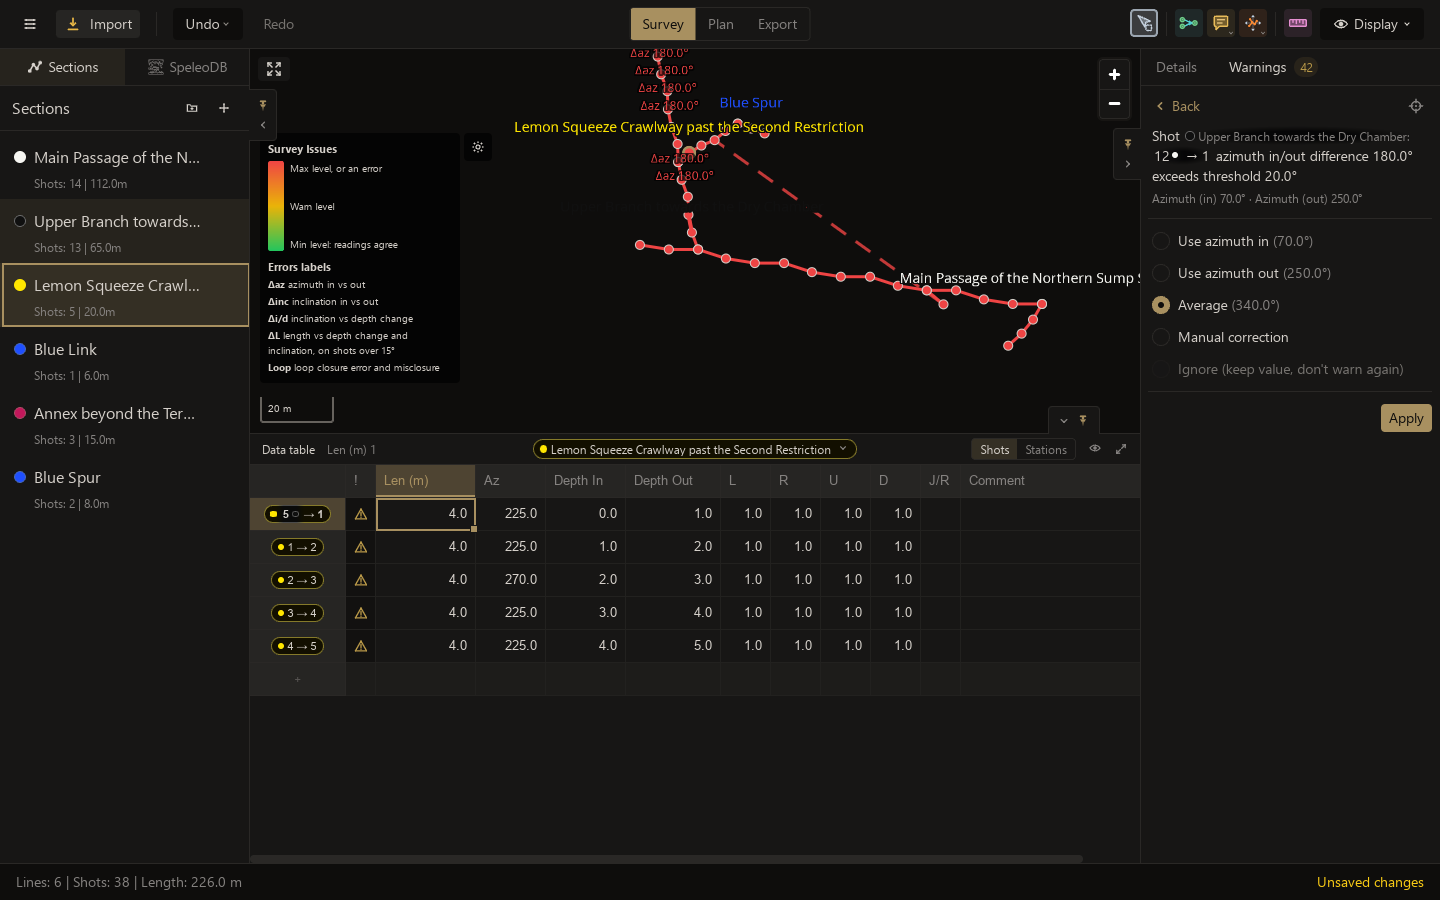 Import
Undo
Redo
Survey
Plan
Export
Display
Sections
SpeleoDB
Sections
Main Passage of the N...
Shots: 14 | 112.0m
Upper Branch towards...
Shots: 13 | 65.0m
Lemon Squeeze Crawl...
Shots: 5 | 20.0m
Blue Link
Shots: 1 | 6.0m
Annex beyond the Ter...
Shots: 3 | 15.0m
Blue Spur
Shots: 2 | 8.0m
Δaz 180.0°
Δaz 180.0°
Δaz 180.0°
Δaz 180.0°
Blue Spur
Lemon Squeeze Crawlway past the Second Restriction
Δaz 180.0°
Δaz 180.0°
Main Passage of the Northern Sump S
Survey Issues
Max level, or an error
Warn level
Min level: readings agree
Errors labels
Δaz azimuth in vs out
Δinc inclination in vs out
Δi/d inclination vs depth change
ΔL length vs depth change and
inclination, on shots over 15°
Loop loop closure error and misclosure
20 m
Data table
Len (m) 1
Lemon Squeeze Crawlway past the Second Restriction
Shots
Stations
! Len (m) Az Depth In Depth Out L R U D J/R Comment
5 → 1 4.0 225.0 0.0 1.0 1.0 1.0 1.0 1.0
1 → 2 4.0 225.0 1.0 2.0 1.0 1.0 1.0 1.0
2 → 3 4.0 270.0 2.0 3.0 1.0 1.0 1.0 1.0
3 → 4 4.0 225.0 3.0 4.0 1.0 1.0 1.0 1.0
4 → 5 4.0 225.0 4.0 5.0 1.0 1.0 1.0 1.0
+
Details
Warnings 42
Back
Shot Upper Branch towards the Dry Chamber:
12 → 1 azimuth in/out difference 180.0°
exceeds threshold 20.0°
Azimuth (in) 70.0° · Azimuth (out) 250.0°
Use azimuth in (70.0°)
Use azimuth out (250.0°)
Average (340.0°)
Manual correction
Ignore (keep value, don't warn again)
Apply
Lines: 6 | Shots: 38 | Length: 226.0 m
Unsaved changes